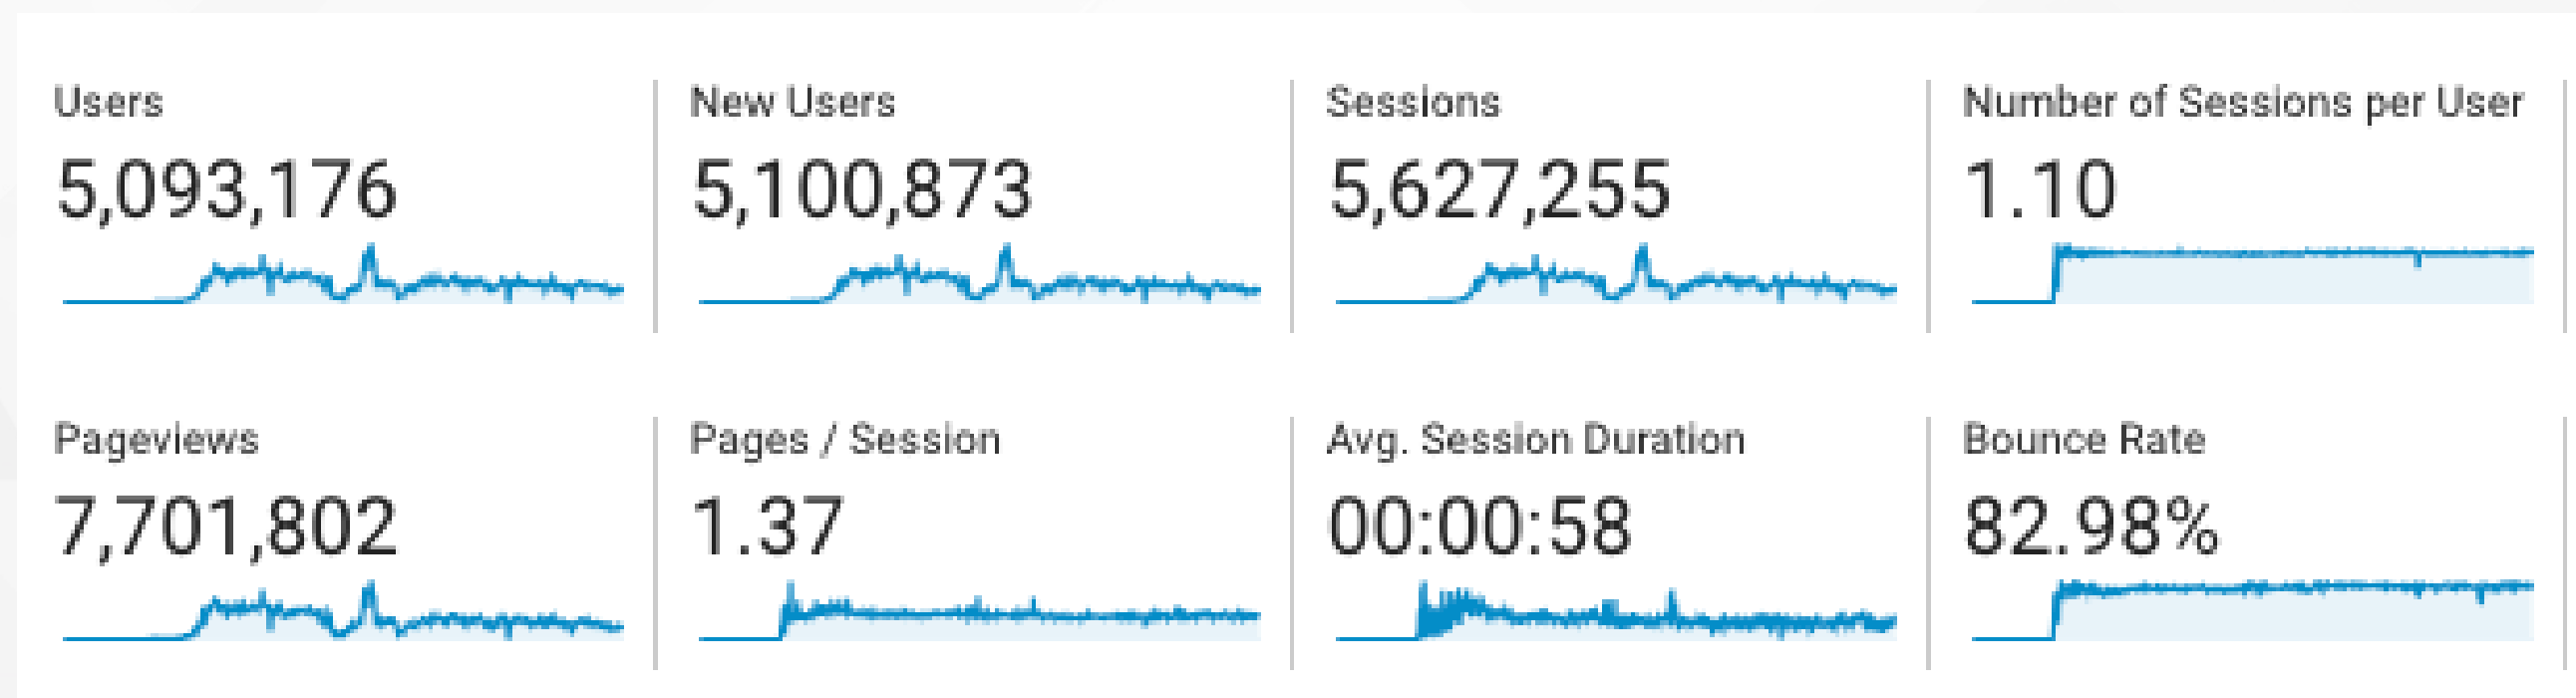 Users
5,093,176
New Users
5,100,873
Sessions
5,627,255
Number of Sessions per User
1.10
Pageviews
7,701,802
Pages / Session
1.37
Avg. Session Duration
00:00:58
Bounce Rate
82.98%